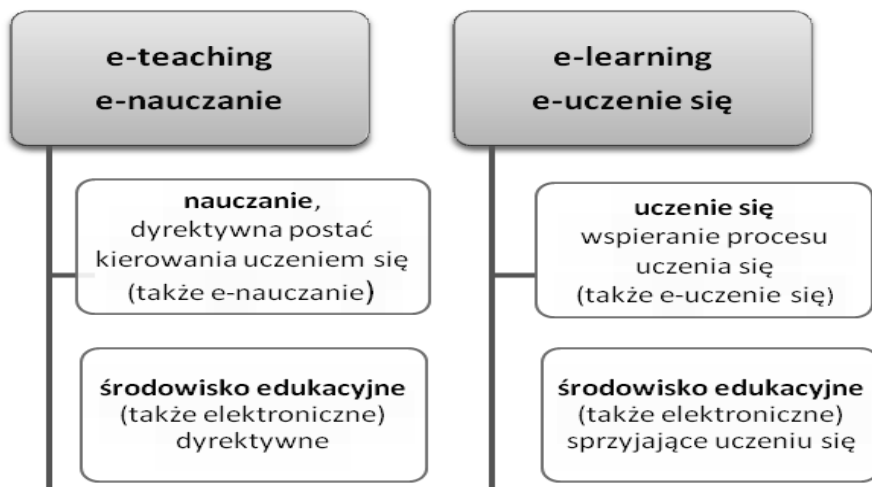 e-teaching
e-nauczanie
nauczanie,
dyrektywna postać
kierowania uczeniem się
(także e-nauczanie)
środowisko edukacyjne
(także elektroniczne)
dyrektywne
e-learning
e-uczenie się
uczenie się
wspieranie procesu
uczenia się
(także e-uczenie się)
środowisko edukacyjne
(także elektroniczne)
sprzyjające uczeniu się